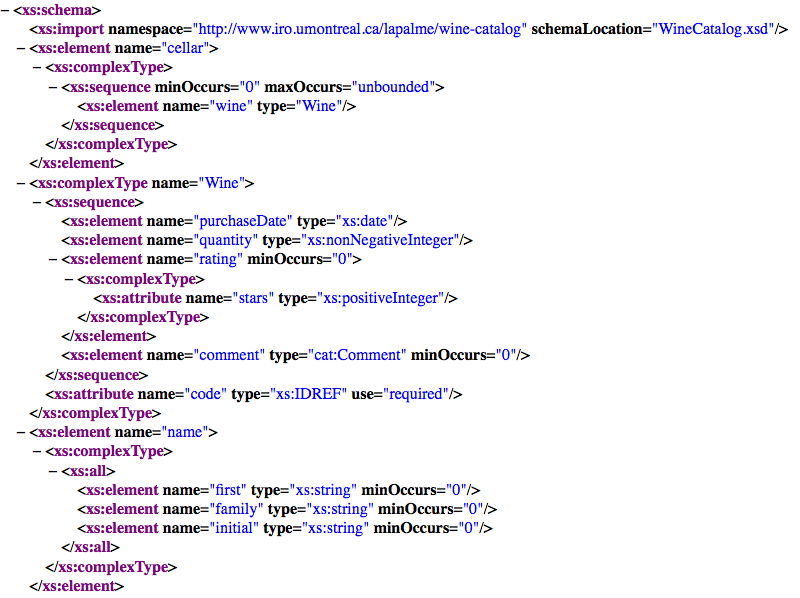 − <xs:schema>
<xs:import namespace="http://www.iro.umontreal.ca/lapalme/wine-catalog" schemaLocation="WineCatalog.xsd"/>
− <xs:element name="cellar">
− <xs:complexType>
− <xs:sequence minOccurs="0" maxOccurs="unbounded">
<xs:element name="wine" type="Wine"/>
</xs:sequence>
</xs:complexType>
</xs:element>
− <xs:complexType name="Wine">
− <xs:sequence>
<xs:element name="purchaseDate" type="xs:date"/>
<xs:element name="quantity" type="xs:nonNegativeInteger"/>
− <xs:element name="rating" minOccurs="0">
− <xs:complexType>
<xs:attribute name="stars" type="xs:positiveInteger"/>
</xs:complexType>
</xs:element>
<xs:element name="comment" type="cat:Comment" minOccurs="0"/>
</xs:sequence>
<xs:attribute name="code" type="xs:IDREF" use="required"/>
</xs:complexType>
− <xs:element name="name">
− <xs:complexType>
− <xs:all>
<xs:element name="first" type="xs:string" minOccurs="0"/>
<xs:element name="family" type="xs:string" minOccurs="0"/>
<xs:element name="initial" type="xs:string" minOccurs="0"/>
</xs:all>
</xs:complexType>
</xs:element>